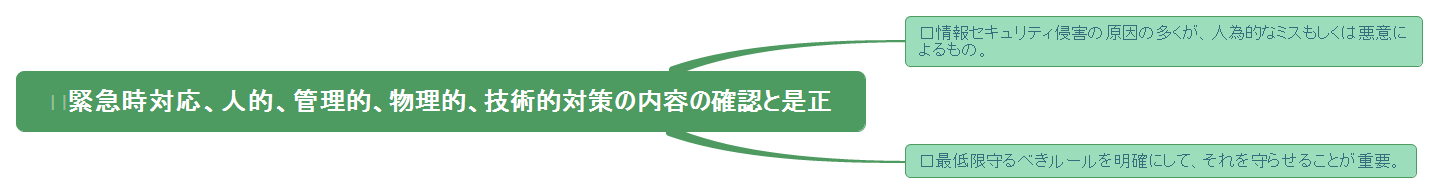 □情報セキュリティ侵害の原因の多くが、人為的なミスもしくは悪意に
よるもの。
□緊急時対応、人的、管理的、物理的、技術的対策の内容の確認と是正
□最低限守るべきルールを明確にして、それを守らせることが重要。